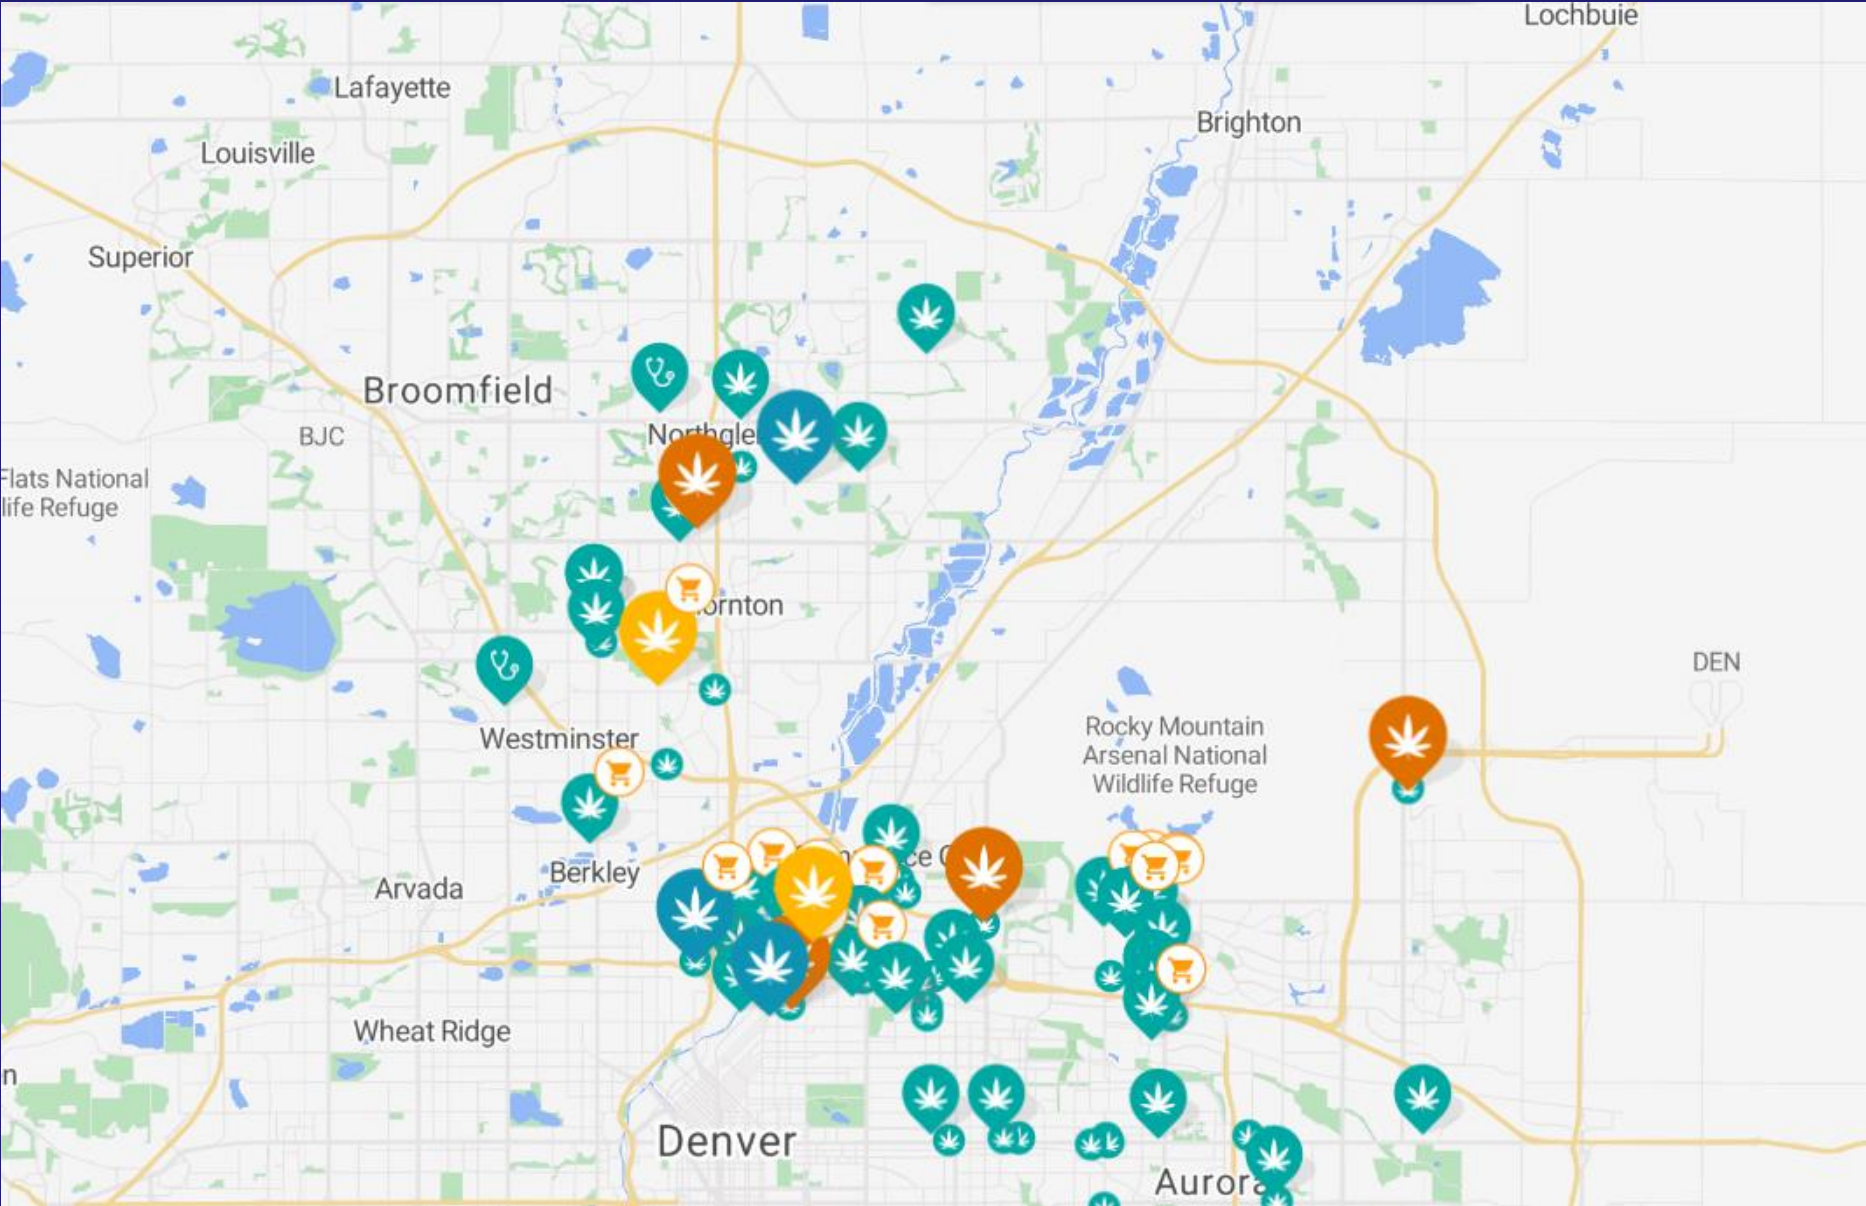 Lochbuie
Lafayette
Brighton
Louisville
Superior
Broomfield
BJC
Flats National
life Refuge
Westminster
DEN
Rocky Mountain
Arsenal National
Wildlife Refuge
Berkley
Arvada
Wheat Ridge
Denver
Aurora